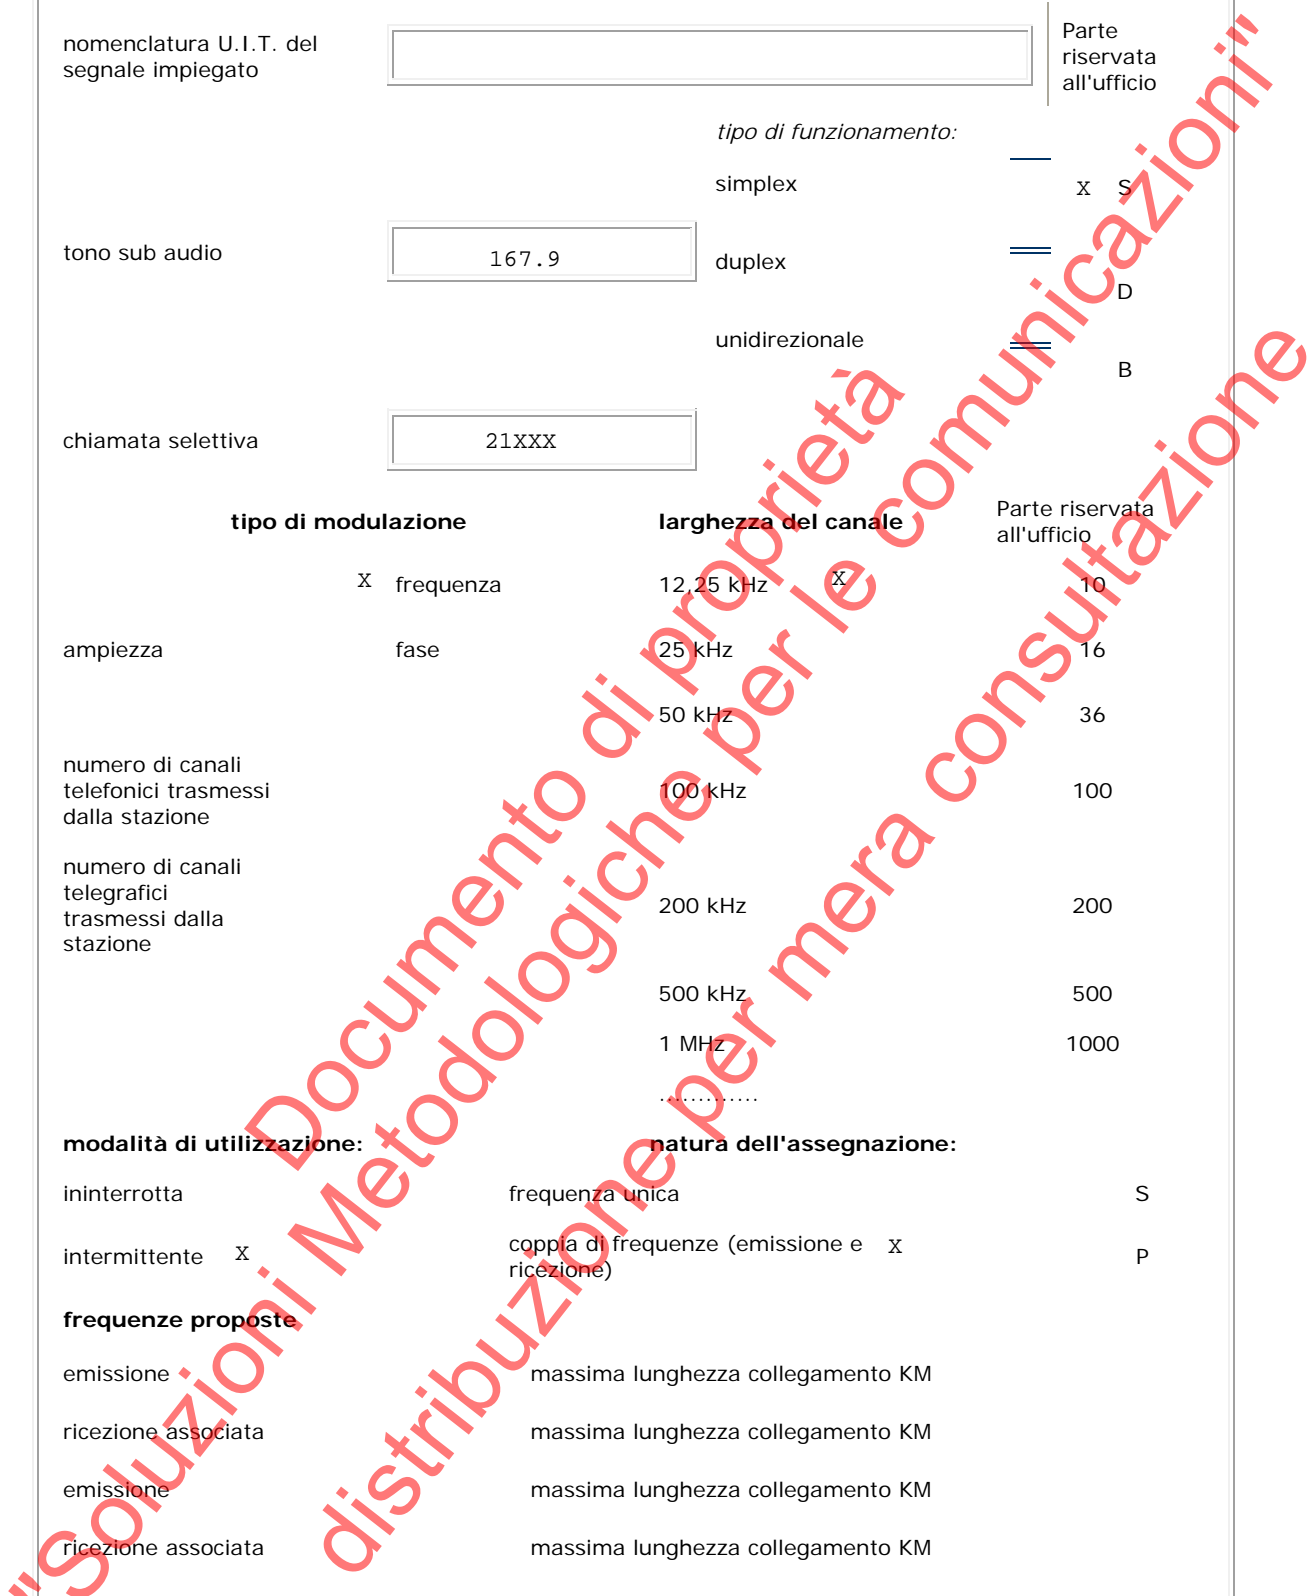 nomenclatura U.I.T. del
segnale impiegato
Parte
riservata
all'ufficio
tipo di funzionamento:
simplex X S
tono sub audio 167.9 duplex
D
unidirezionale
B
chiamata selettiva 21XXX
tipo di modulazione larghezza del canale Parte riservata
all'ufficio
X frequenza 12,25 kHz X 10
ampiezza fase 25 kHz 16
50 kHz 36
numero di canali
telefonici trasmessi
dalla stazione
100 kHz 100
numero di canali
telegrafici
trasmessi dalla
stazione
200 kHz 200
500 kHz 500
1 MHz 1000
.............
modalità di utilizzazione: natura dell'assegnazione:
ininterrotta frequenza unica S
intermittente X coppia di frequenze (emissione e X P
ricezione)
frequenze proposte
emissione massima lunghezza collegamento KM
ricezione associata massima lunghezza collegamento KM
emissione massima lunghezza collegamento KM
ricezione associata massima lunghezza collegamento KM
Documento di proprietà
"Soluzioni Metodologiche per le comunicazioni"
distribuzione per mera consultazione